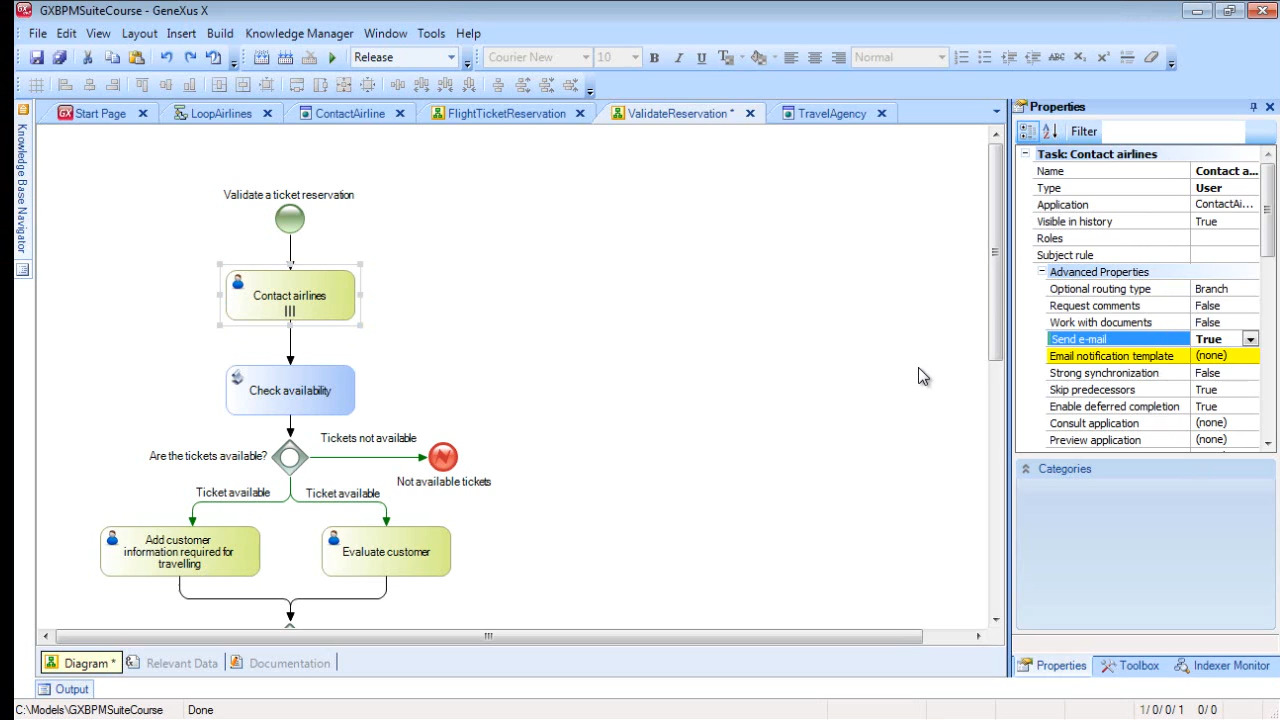 GXBPMSuiteCourse - GeneXus X
File Edit View Layout Insert Build Knowledge Manager Window Tools Help
Release Courier New 10 B I U Normal ABC
Start Page LoopAirlines ContactAirline FlightTicketReservation ValidateReservation * TravelAgency
Knowledge Base Navigator
Validate a ticket reservation
Contact airlines
Check availability
Tickets not available
Are the tickets available?
Not available tickets
Ticket available Ticket available
Add customer
information required for
travelling
Evaluate customer
Diagram * Relevant Data Documentation
Output
C:\Models\GXBPMSuiteCourse Done 1/ 0/ 0/ 1 0/ 0
Properties
Filter
Task: Contact airlines
Name Contact a...
Type User
Application ContactAi...
Visible in history True
Roles
Subject rule
Advanced Properties
Optional routing type Branch
Request comments False
Work with documents False
Send e-mail True
Email notification template (none)
Strong synchronization False
Skip predecessors True
Enable deferred completion True
Consult application (none)
Preview application (none)
Categories
Properties Toolbox Indexer Monitor